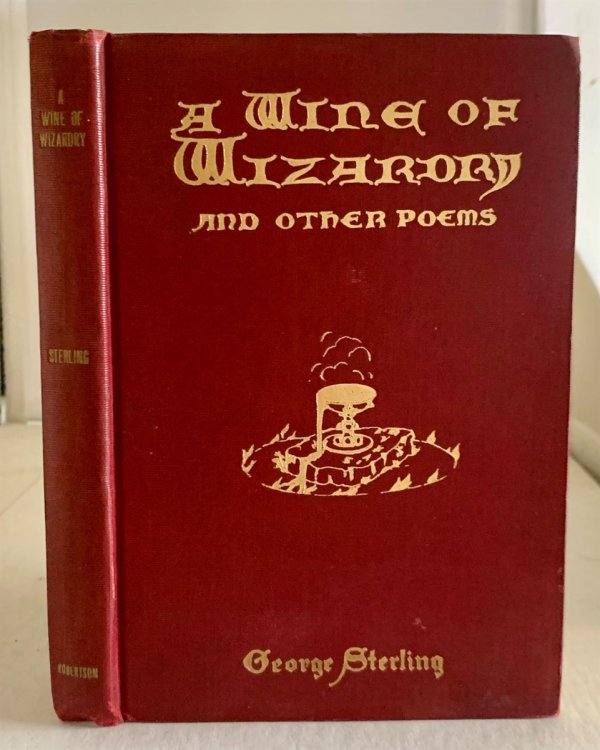 A
WINE OF
WIZARDRY
STERLING
ROBERTSON
A WINE OF
WIZARDRY
AND OTHER POEMS
George Sterling